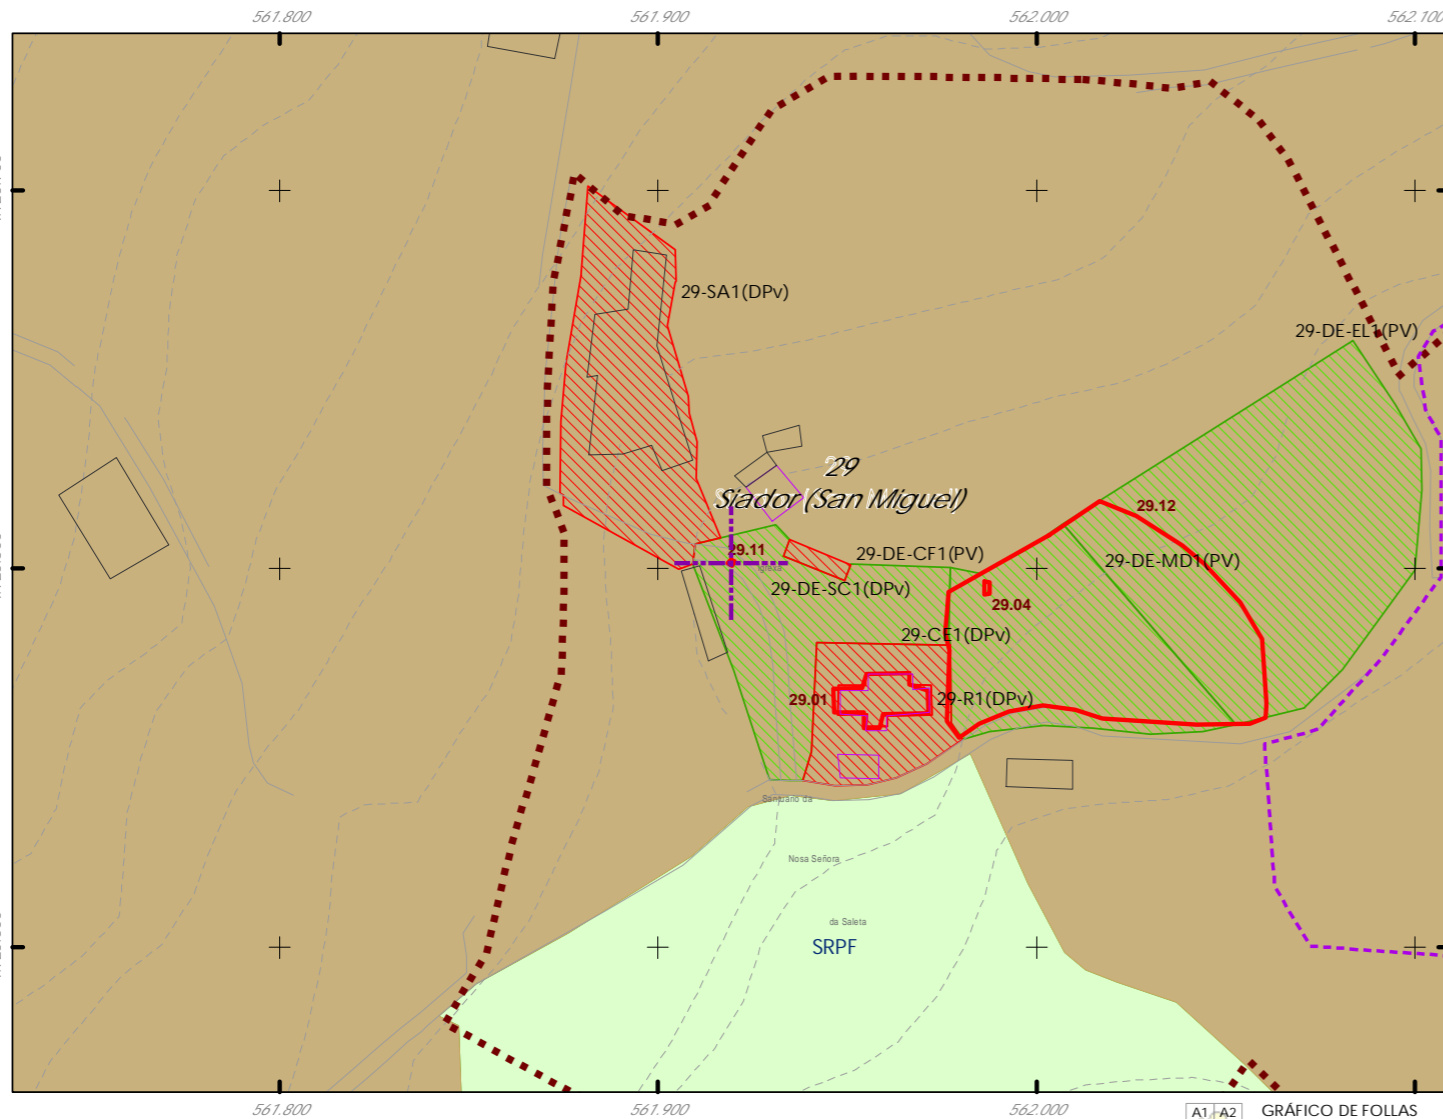 561.800 561.900 562.000 562.100
29-SA1(DPv)
29-DE-EL1(PV)
29
Siador (San Miguel)
29.12
29.11
29-DE-CF1(PV)
29-DE-MD1(PV)
Igrexa
29-DE-SC1(DPv)
29.04
29-CE1(DPv)
29.01
29-R1(DPv)
Santuario da
Nosa Señora
da Saleta
SRPF
561.800 561.900 562.000
A1 A2 GRÁFICO DE FOLLAS